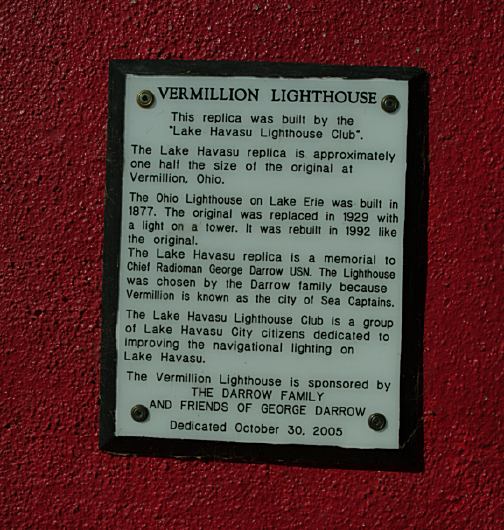 VERMILLION LIGHTHOUSE
This replica was built by the
"Lake Havasu Lighthouse Club".
The Lake Havasu replica is approximately
one half the size of the original at
Vermillion, Ohio.
The Ohio Lighthouse on Lake Erie was built in
1877. The original was replaced in 1929 with
a light on a tower. It was rebuilt in 1992 like
the original.
The Lake Havasu replica is a memorial to
Chief Radioman George Darrow USN. The Lighthouse
was chosen by the Darrow family because
Vermillion is known as the city of Sea Captains.
The Lake Havasu Lighthouse Club is a group
of Lake Havasu City citizens dedicated to
improving the navigational lighting on
Lake Havasu.
The Vermillion Lighthouse is sponsored by
THE DARROW FAMILY
AND FRIENDS OF GEORGE DARROW
Dedicated October 30, 2005